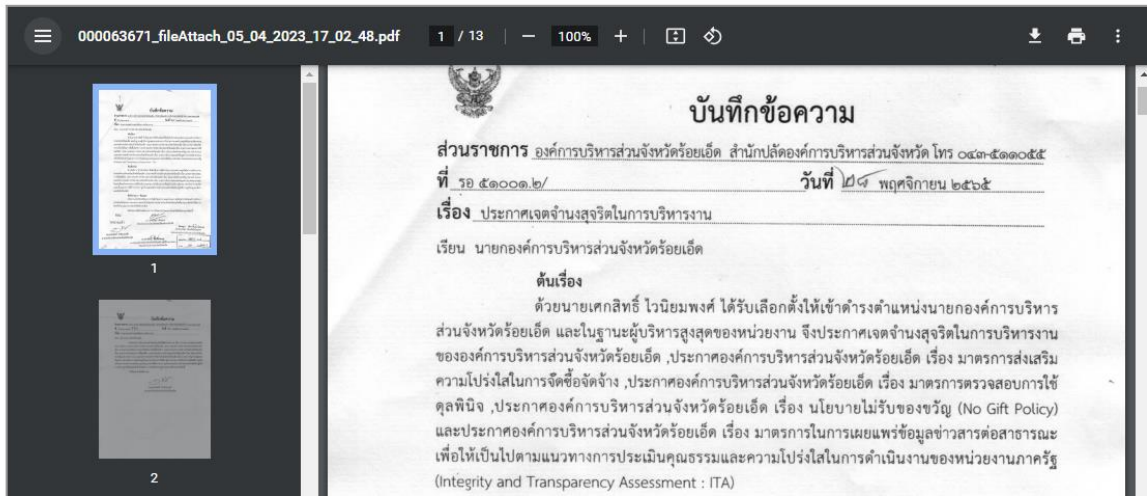 000063671_fileAttach_05_04_2023_17_02_48.pdf 1 / 13 100%
1
2
บันทึกข้อความ
ส่วนราชการ องค์การบริหารส่วนจังหวัดร้อยเอ็ด สำนักปลัดองค์การบริหารส่วนจังหวัด โทร ๐๔๓-๕๑๑๐๕๕
ที่ รอ ๕๑๐๐๑.๒/ วันที่ ๒๘ พฤศจิกายน ๒๕๖๕
เรื่อง ประกาศเจตจำนงสุจริตในการบริหารงาน
เรียน นายกองค์การบริหารส่วนจังหวัดร้อยเอ็ด
ต้นเรื่อง
ด้วยนายเศกสิทธิ์ ไวนิยมพงศ์ ได้รับเลือกตั้งให้เข้าดำรงตำแหน่งนายกองค์การบริหาร
ส่วนจังหวัดร้อยเอ็ด และในฐานะผู้บริหารสูงสุดของหน่วยงาน จึงประกาศเจตจำนงสุจริตในการบริหารงาน
ขององค์การบริหารส่วนจังหวัดร้อยเอ็ด ,ประกาศองค์การบริหารส่วนจังหวัดร้อยเอ็ด เรื่อง มาตรการส่งเสริม
ความโปร่งใสในการจัดซื้อจัดจ้าง ,ประกาศองค์การบริหารส่วนจังหวัดร้อยเอ็ด เรื่อง มาตรการตรวจสอบการใช้
ดุลพินิจ ,ประกาศองค์การบริหารส่วนจังหวัดร้อยเอ็ด เรื่อง นโยบายไม่รับของขวัญ (No Gift Policy)
และประกาศองค์การบริหารส่วนจังหวัดร้อยเอ็ด เรื่อง มาตรการในการเผยแพร่ข้อมูลข่าวสารต่อสาธารณะ
เพื่อให้เป็นไปตามแนวทางการประเมินคุณธรรมและความโปร่งใสในการดำเนินงานของหน่วยงานภาครัฐ
(Integrity and Transparency Assessment : ITA)